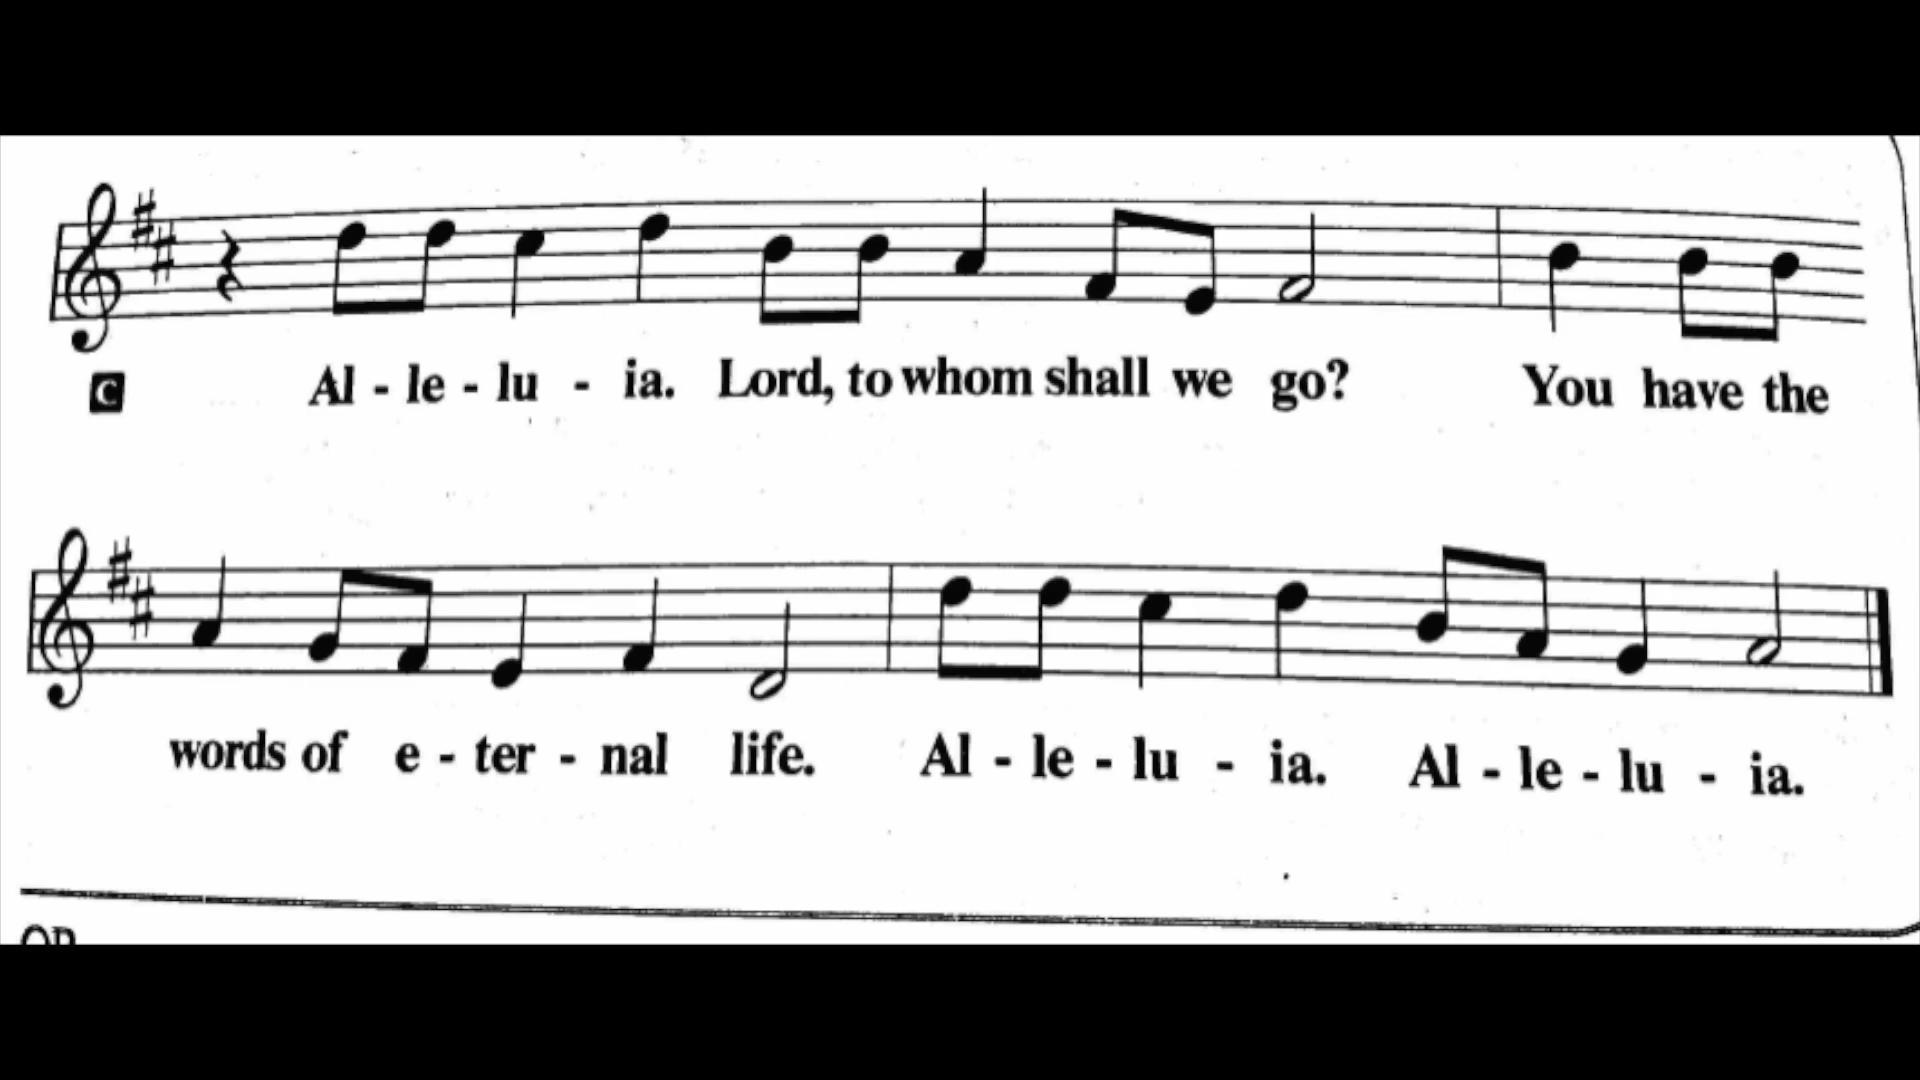 C Al - le - lu - ia. Lord, to whom shall we go? You have the
words of e - ter - nal life. Al - le - lu - ia. Al - le - lu - ia.